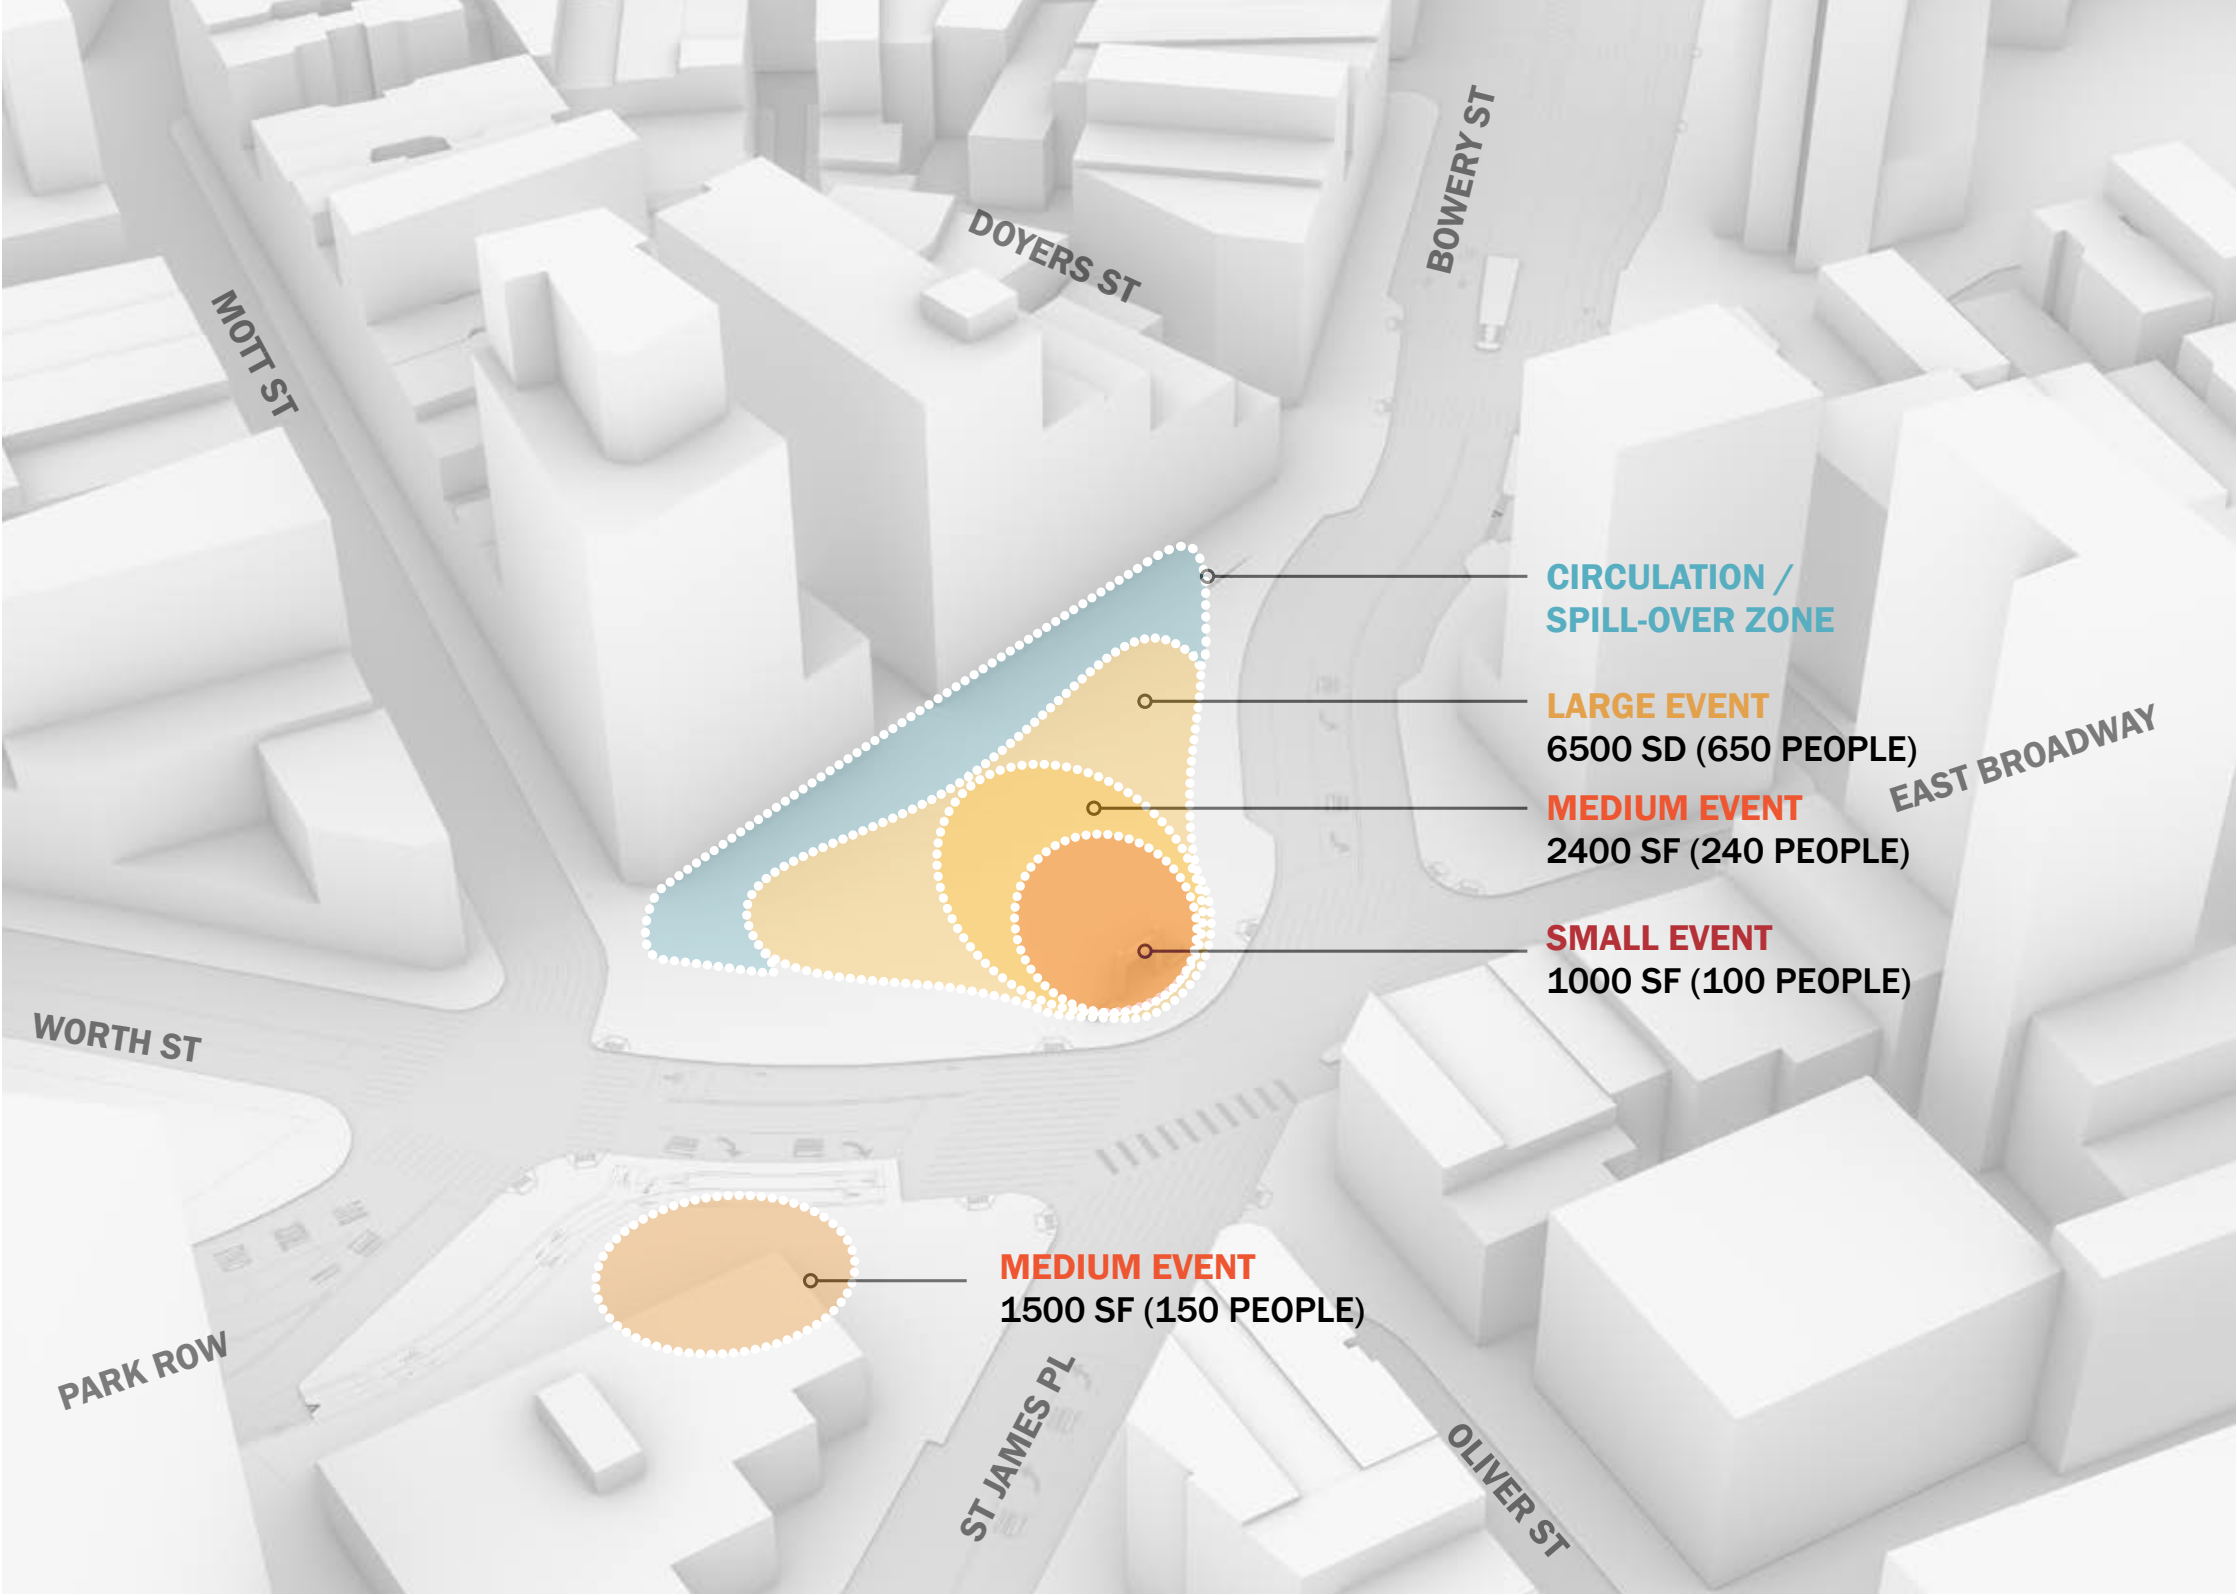 BOWERY ST
DOYERS ST
MOTT ST
CIRCULATION /
SPILL-OVER ZONE
LARGE EVENT
6500 SD (650 PEOPLE)
EAST BROADWAY
MEDIUM EVENT
2400 SF (240 PEOPLE)
SMALL EVENT
1000 SF (100 PEOPLE)
WORTH ST
MEDIUM EVENT
1500 SF (150 PEOPLE)
PARK ROW
ST JAMES PL
OLIVER ST